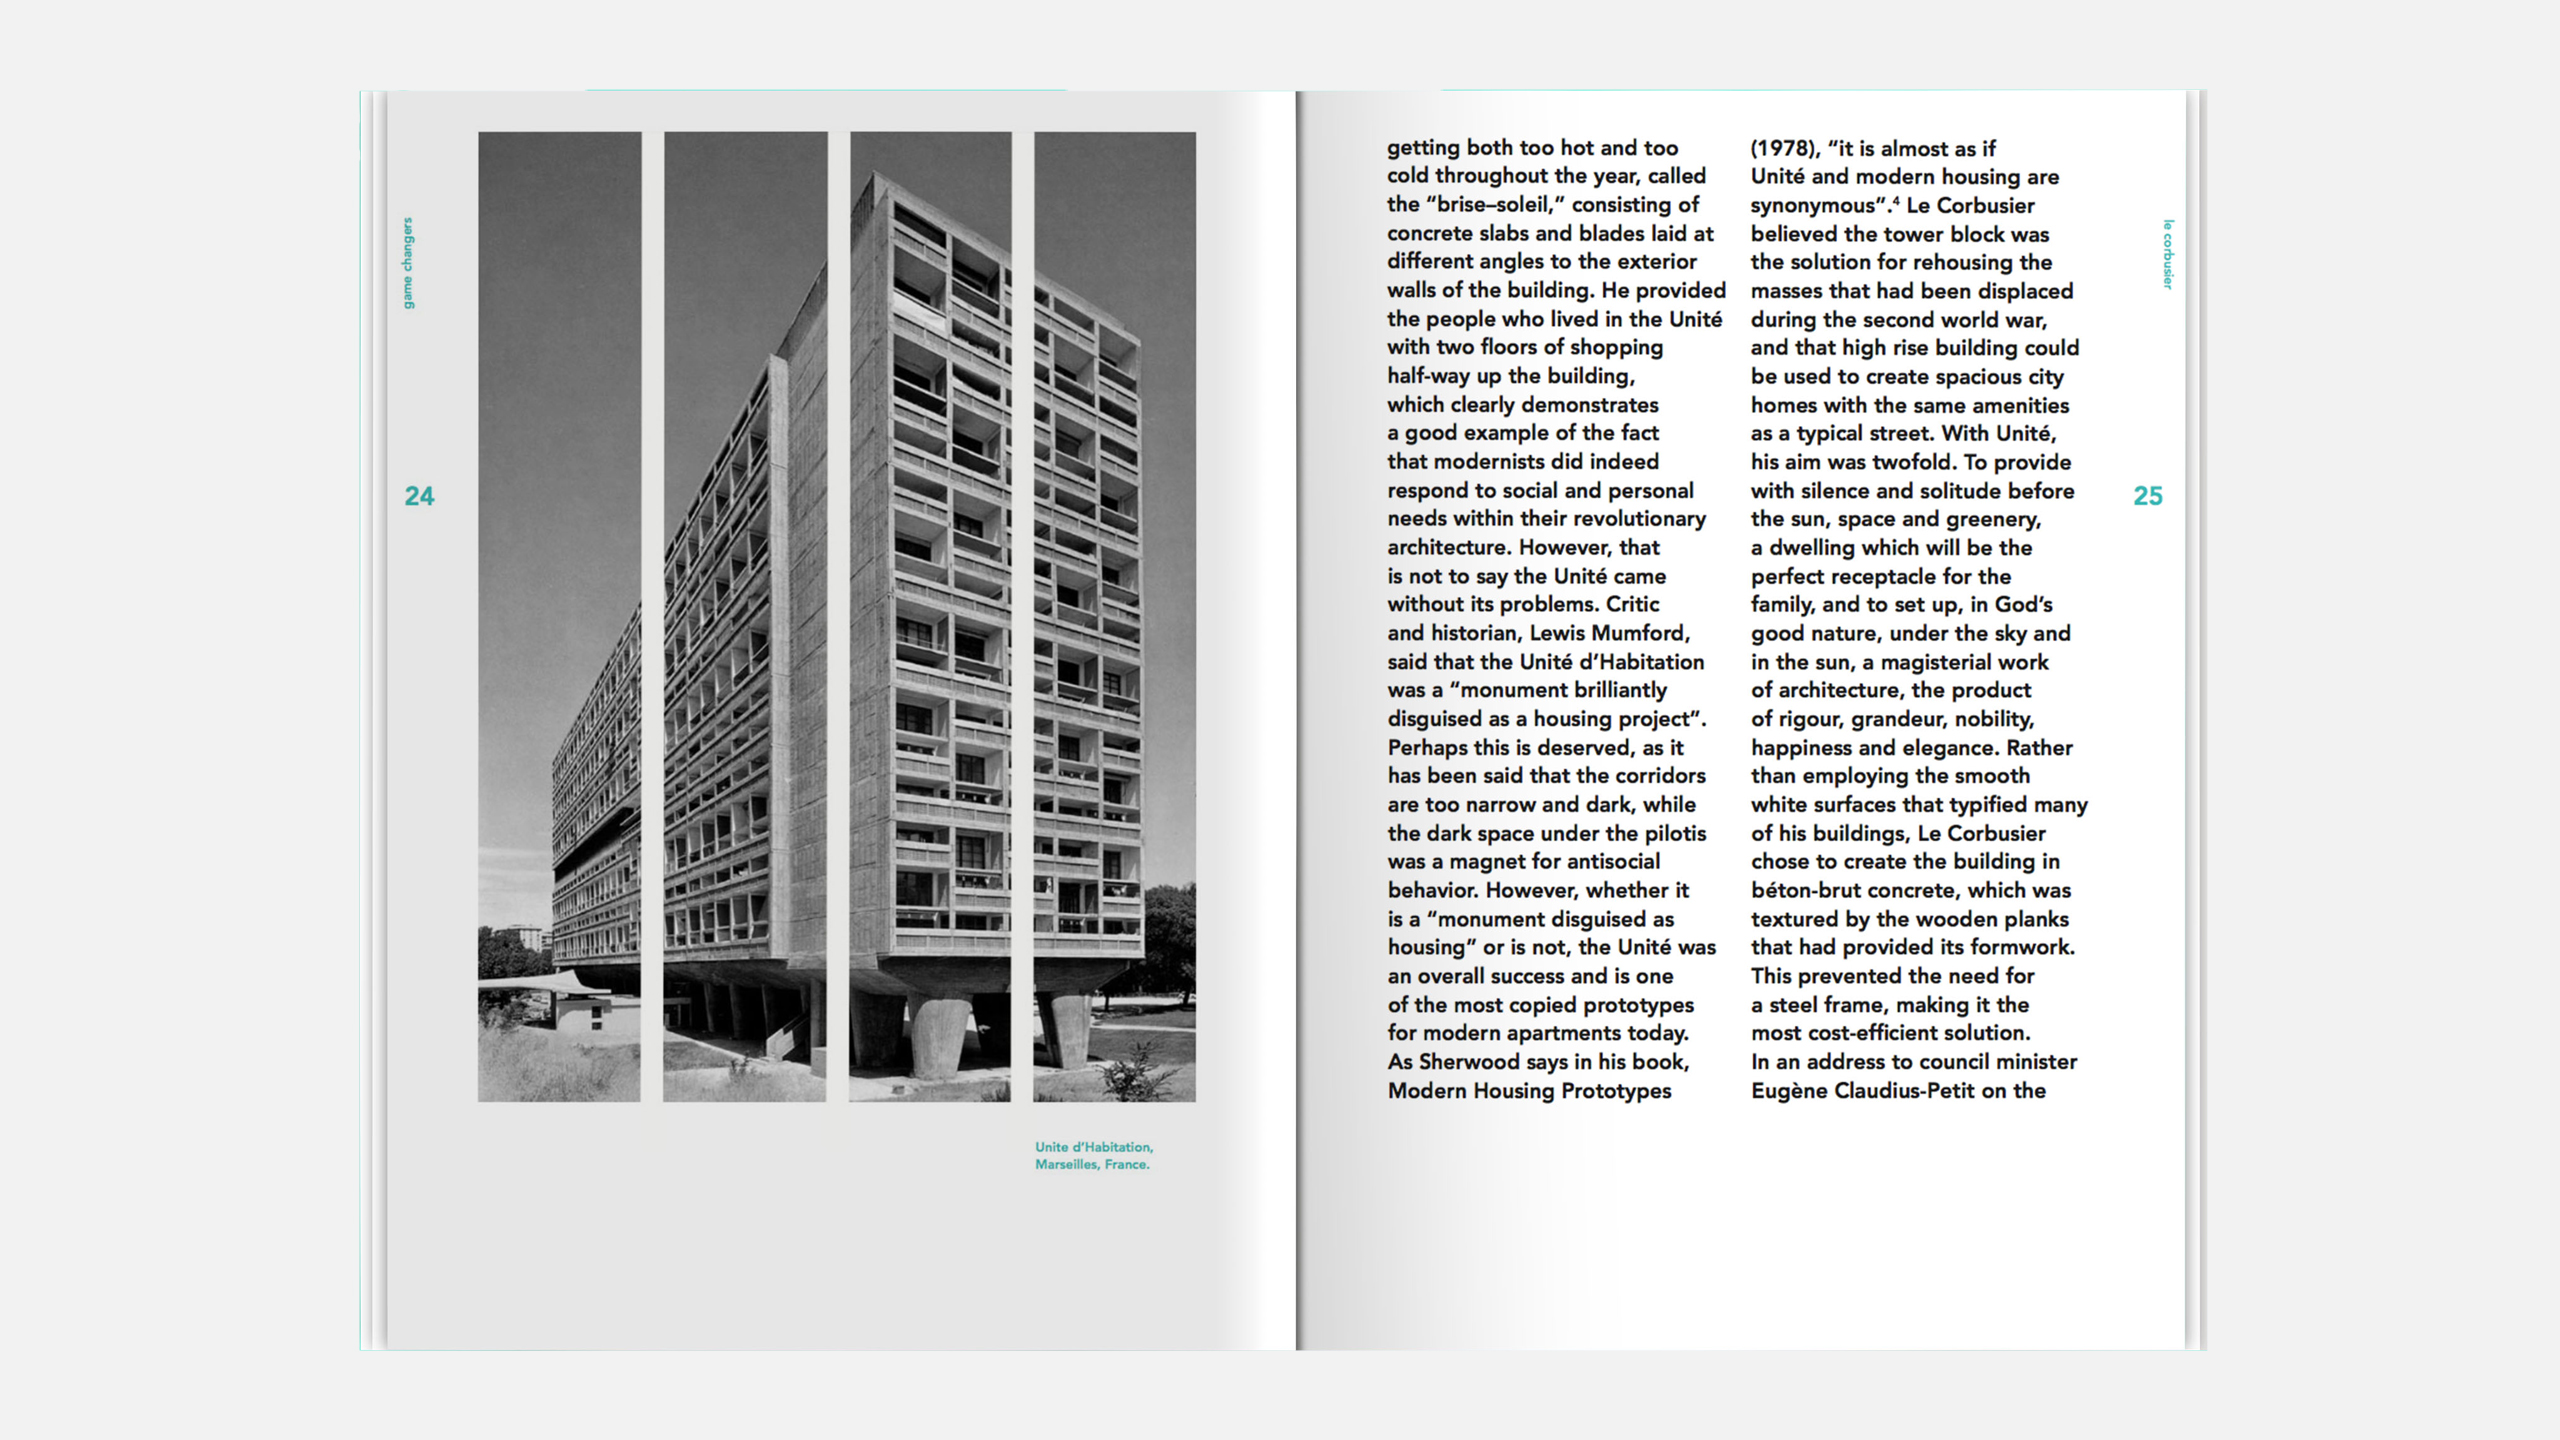 game changers
24
Unite d’Habitation,
Marseilles, France.
getting both too hot and too
cold throughout the year, called
the “brise–soleil,” consisting of
concrete slabs and blades laid at
different angles to the exterior
walls of the building. He provided
the people who lived in the Unité
with two floors of shopping
half-way up the building,
which clearly demonstrates
a good example of the fact
that modernists did indeed
respond to social and personal
needs within their revolutionary
architecture. However, that
is not to say the Unité came
without its problems. Critic
and historian, Lewis Mumford,
said that the Unité d’Habitation
was a “monument brilliantly
disguised as a housing project”.
Perhaps this is deserved, as it
has been said that the corridors
are too narrow and dark, while
the dark space under the pilotis
was a magnet for antisocial
behavior. However, whether it
is a “monument disguised as
housing” or is not, the Unité was
an overall success and is one
of the most copied prototypes
for modern apartments today.
As Sherwood says in his book,
Modern Housing Prototypes
(1978), “it is almost as if
Unité and modern housing are
synonymous”.⁴ Le Corbusier
believed the tower block was
the solution for rehousing the
masses that had been displaced
during the second world war,
and that high rise building could
be used to create spacious city
homes with the same amenities
as a typical street. With Unité,
his aim was twofold. To provide
with silence and solitude before
the sun, space and greenery,
a dwelling which will be the
perfect receptacle for the
family, and to set up, in God’s
good nature, under the sky and
in the sun, a magisterial work
of architecture, the product
of rigour, grandeur, nobility,
happiness and elegance. Rather
than employing the smooth
white surfaces that typified many
of his buildings, Le Corbusier
chose to create the building in
béton-brut concrete, which was
textured by the wooden planks
that had provided its formwork.
This prevented the need for
a steel frame, making it the
most cost-efficient solution.
In an address to council minister
Eugène Claudius-Petit on the
le corbusier
25